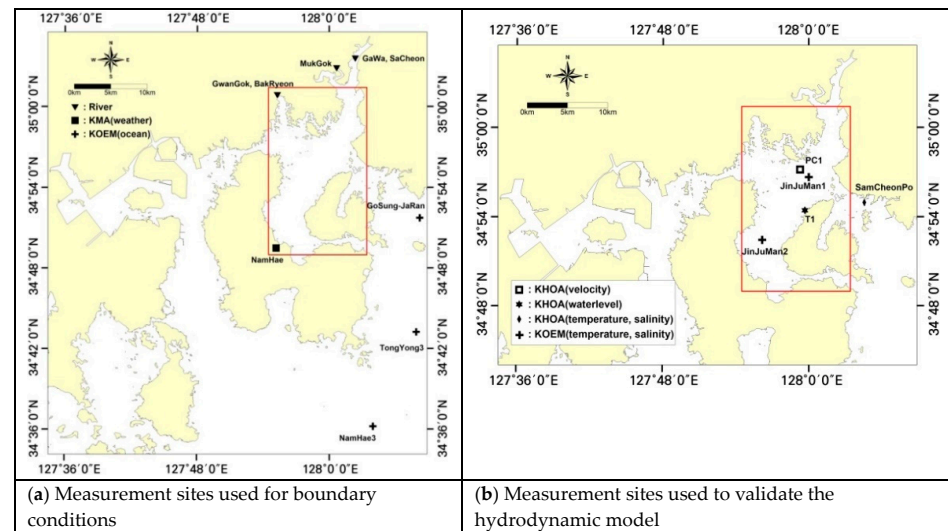 127°36´0˝E 127°48´0˝E 128°0´0˝E
N
W E
S
0km 5km 10km
▼ : River
■ : KMA(weather)
+ : KOEM(ocean)
MukGok
GaWa, SaCheon
GwanGok, BakRyeon
GoSung-JaRan
NamHae
TongYong3
NamHae3
35°0´0˝N
34°54´0˝N
34°48´0˝N
34°42´0˝N
34°36´0˝N
127°36´0˝E 127°48´0˝E 128°0´0˝E
(a) Measurement sites used for boundary
conditions
127°36´0˝E 127°48´0˝E 128°0´0˝E
N
W E
S
0km 5km 10km
PC1
JinJuMan1
SamCheonPo
T1
JinJuMan2
: KHOA(velocity)
: KHOA(waterlevel)
: KHOA(temperature, salinity)
+ : KOEM(temperature, salinity)
35°0´0˝N
34°54´0˝N
34°48´0˝N
127°36´0˝E 127°48´0˝E 128°0´0˝E
(b) Measurement sites used to validate the
hydrodynamic model